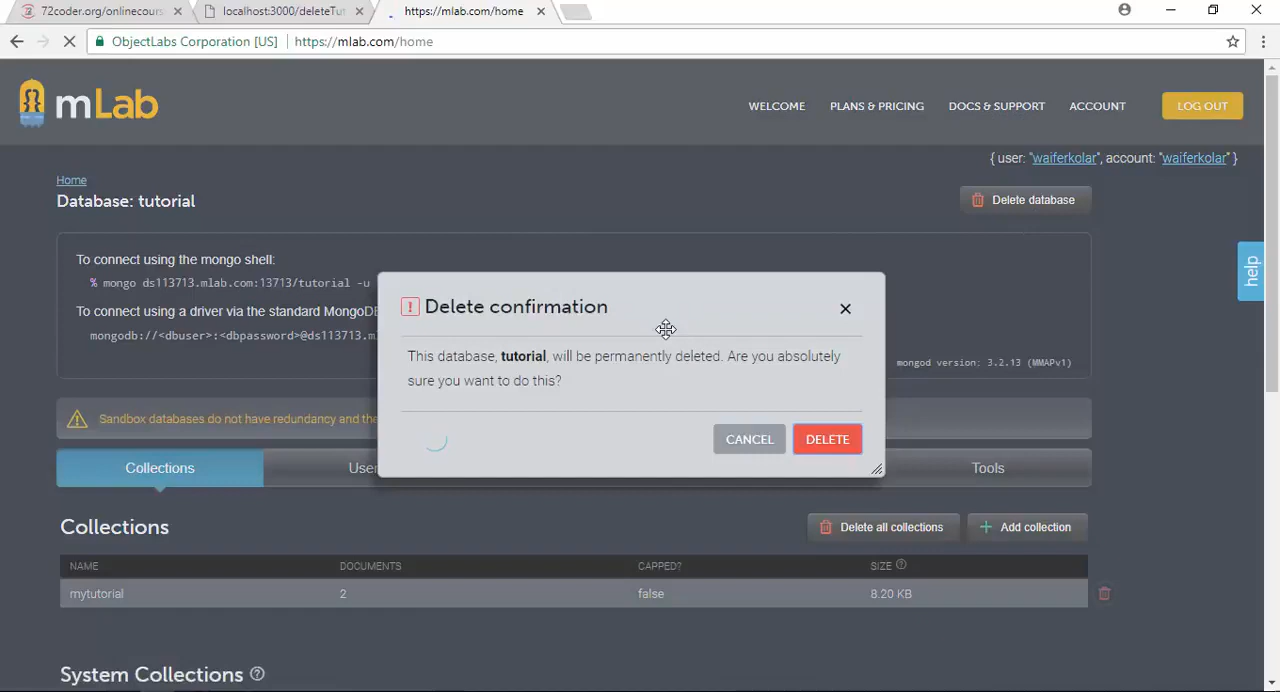 72coder.org/onlinecours
localhost:3000/deleteTut
https://mlab.com/home
ObjectLabs Corporation [US]
https://mlab.com/home
mLab
WELCOME
PLANS & PRICING
DOCS & SUPPORT
ACCOUNT
LOG OUT
{ user: "waiferkolar", account: "waiferkolar" }
Home
Database: tutorial
Delete database
To connect using the mongo shell:
% mongo ds113713.mlab.com:13713/tutorial -u
To connect using a driver via the standard MongoDB
mongodb://<dbuser>:<dbpassword>@ds113713.m
mongod version: 3.2.13 (MMAPv1)
help
Delete confirmation
This database, tutorial, will be permanently deleted. Are you absolutely
sure you want to do this?
CANCEL
DELETE
Sandbox databases do not have redundancy and the
Collections
User
Tools
Collections
Delete all collections
Add collection
NAME
DOCUMENTS
CAPPED?
SIZE
mytutorial
2
false
8.20 KB
System Collections